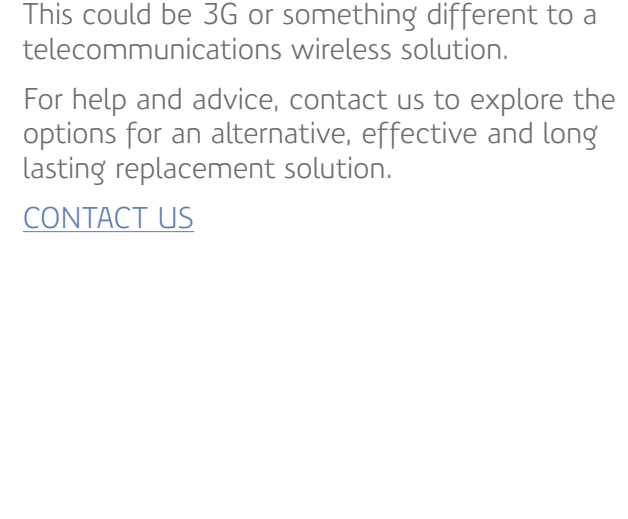 This could be 3G or something different to a
telecommunications wireless solution.
For help and advice, contact us to explore the
options for an alternative, effective and long
lasting replacement solution.
CONTACT US